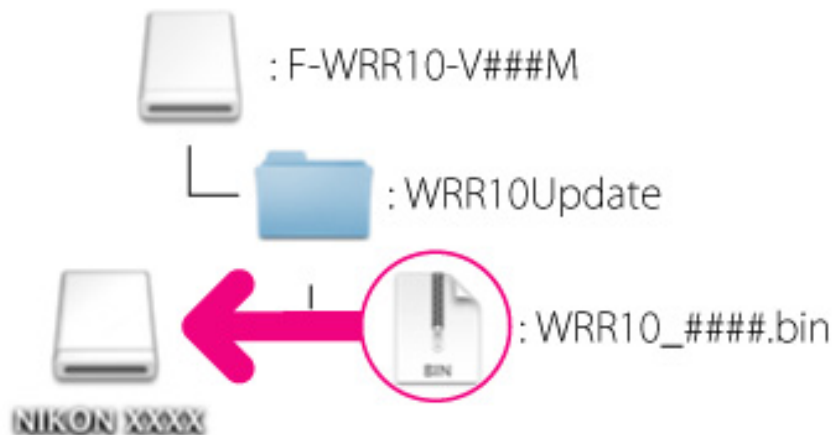 : F-WRR10-V###M
: WRR10Update
: WRR10_####.bin
BIN
NIKON XXXX